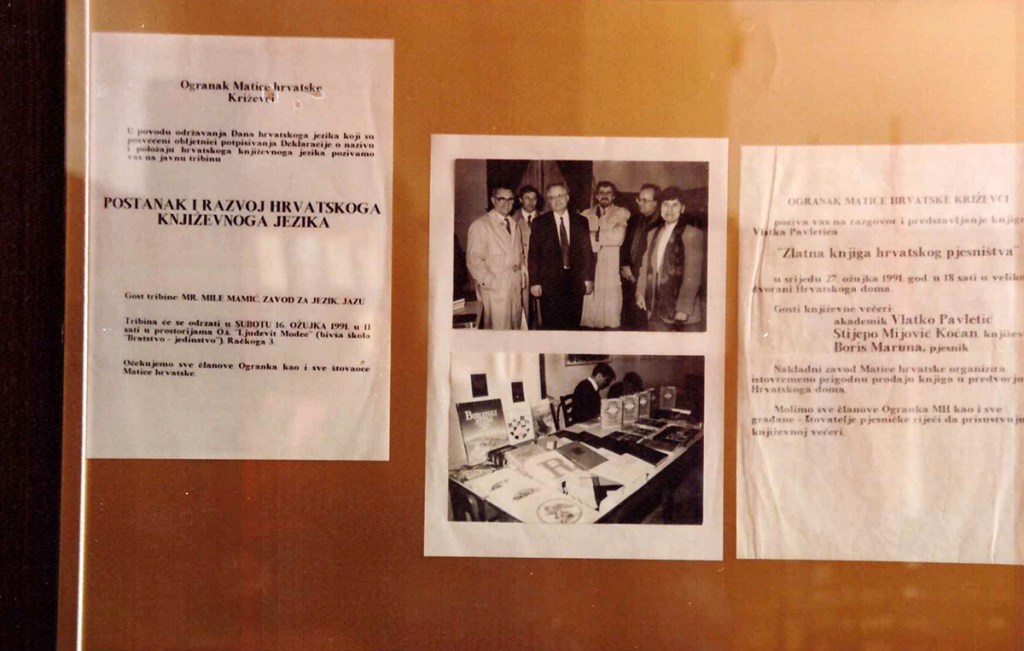 Ogranak Matice hrvatske
Križevci
U povodu održavanja Dana hrvatskoga jezika koji su
posvećeni obljetnici potpisivanja Deklaracije o nazivu
i položaju hrvatskoga književnoga jezika pozivamo
vas na javnu tribinu
POSTANAK I RAZVOJ HRVATSKOGA
KNJIŽEVNOGA JEZIKA
Gost tribine: MR. MILE MAMIĆ, ZAVOD ZA JEZIK, JAZU
Tribina će se održati u SUBOTU 16. OŽUJKA 1991. u 11
sati u prostorijama O.š. "Ljudevit Modec" (bivša škola
"Bratstvo - jedinstvo"), Račkoga 3.
Očekujemo sve članove Ogranka kao i sve štovaoce
Matice hrvatske.
OGRANAK MATICE HRVATSKE KRIŽEVCI
poziva vas na razgovor i predstavljanje knjige
Vlatka Pavletića
"Zlatna knjiga hrvatskog pjesništva"
u srijedu 27. ožujka 1991. god. u 18 sati u veliko
dvorani Hrvatskoga doma.
Gosti književne večeri:
akademik Vlatko Pavletić
Stijepo Mijović Kočan, književ
Boris Maruna, pjesnik
Nakladni zavod Matice hrvatske organizira
istovremeno prigodnu prodaju knjiga u predvorju
Hrvatskoga doma.
Molimo sve članove Ogranka MH kao i sve
građane - štovatelje pjesničke riječi da prisustvuju
književnoj večeri.